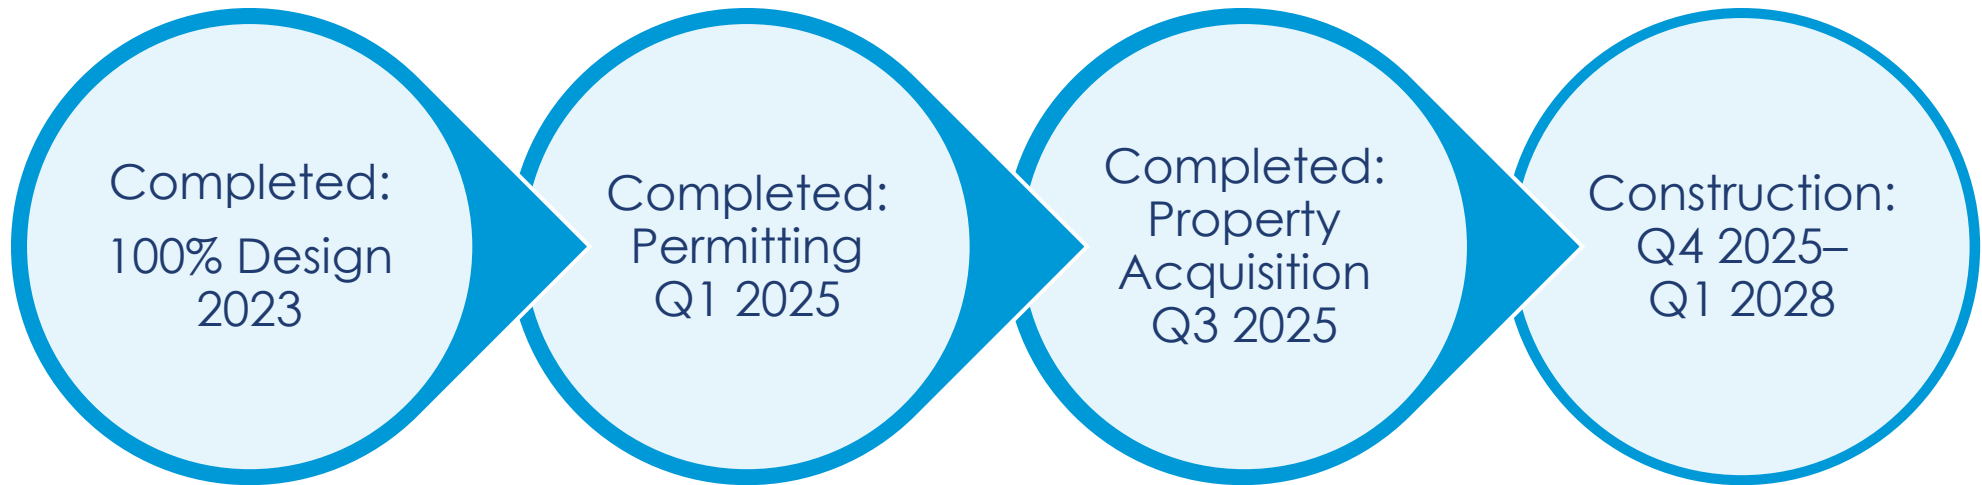 Completed:
100% Design
2023
Completed:
Permitting
Q1 2025
Completed:
Property
Acquisition
Q3 2025
Construction:
Q4 2025–
Q1 2028